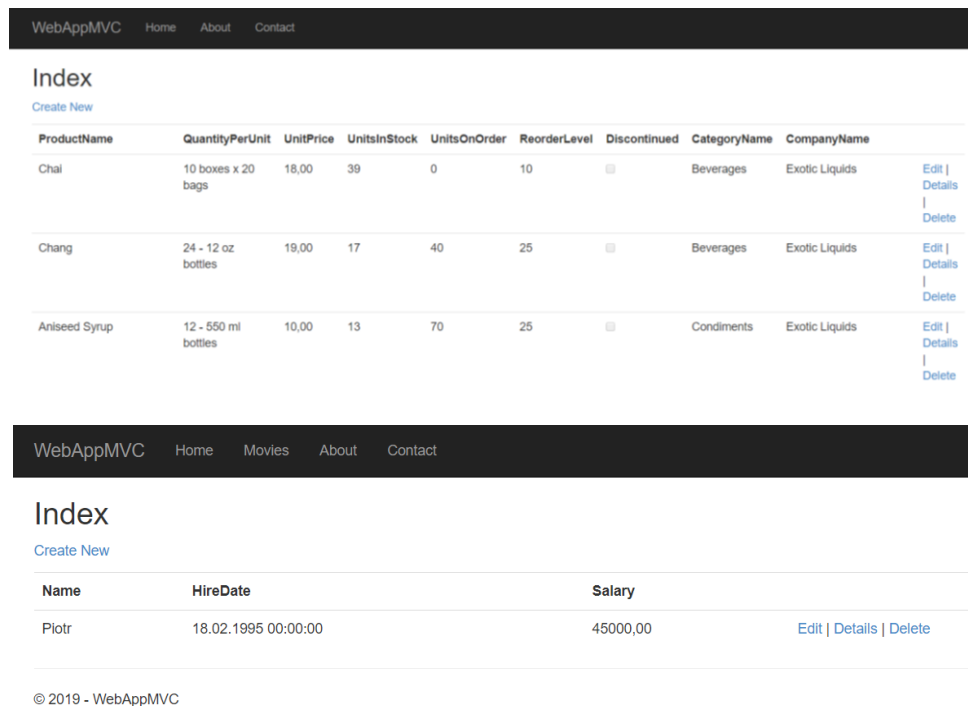 WebAppMVC Home About Contact
Index
Create New
ProductName QuantityPerUnit UnitPrice UnitsInStock UnitsOnOrder ReorderLevel Discontinued CategoryName CompanyName
Chai 10 boxes x 20 18,00 39 0 10 Beverages Exotic Liquids Edit |
bags Details
|
Delete
Chang 24 - 12 oz 19,00 17 40 25 Beverages Exotic Liquids Edit |
bottles Details
|
Delete
Aniseed Syrup 12 - 550 ml 10,00 13 70 25 Condiments Exotic Liquids Edit |
bottles Details
|
Delete
WebAppMVC Home Movies About Contact
Index
Create New
Name HireDate Salary
Piotr 18.02.1995 00:00:00 45000,00 Edit | Details | Delete
© 2019 - WebAppMVC